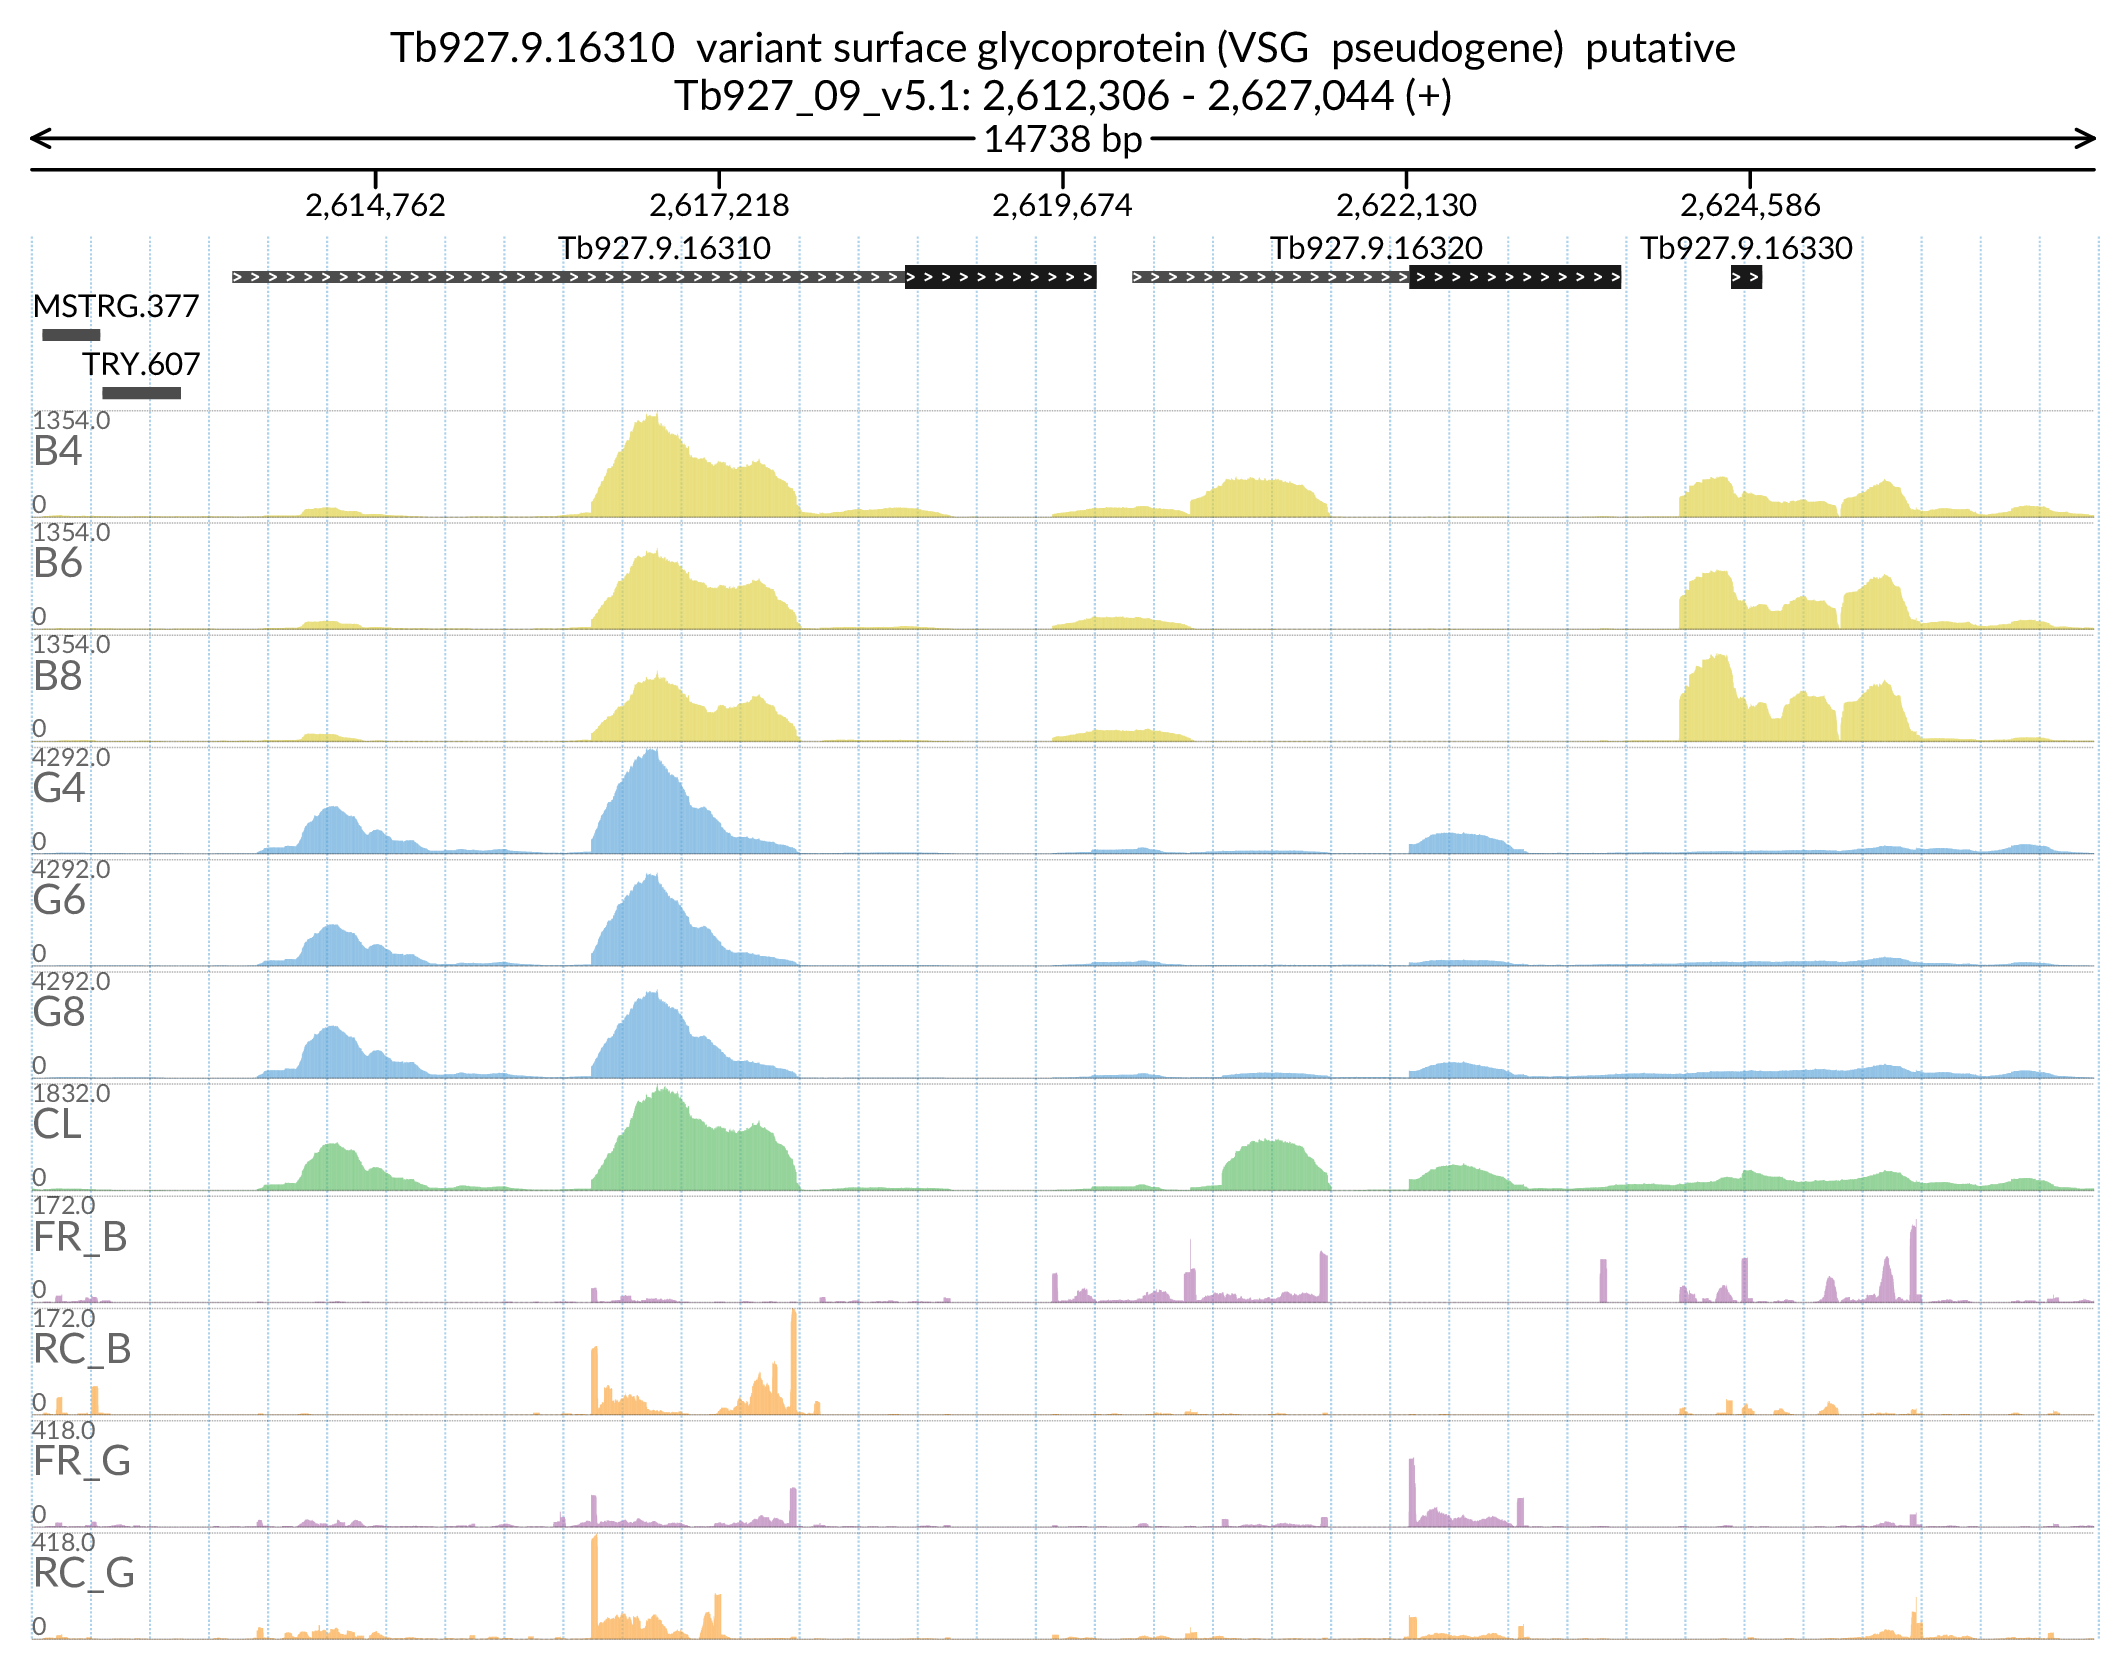 Tb927.9.16310 variant surface glycoprotein (VSG pseudogene) putative
Tb927_09_v5.1: 2,612,306 - 2,627,044 (+)
14738 bp
2,614,762 2,617,218 2,619,674 2,622,130 2,624,586
Tb927.9.16310 Tb927.9.16320 Tb927.9.16330
MSTRG.377
TRY.607
1354.0
B4
0
1354.0
B6
0
1354.0
B8
0
4292.0
G4
0
4292.0
G6
0
4292.0
G8
0
1832.0
CL
0
172.0
FR_B
0
172.0
RC_B
0
418.0
FR_G
0
418.0
RC_G
0